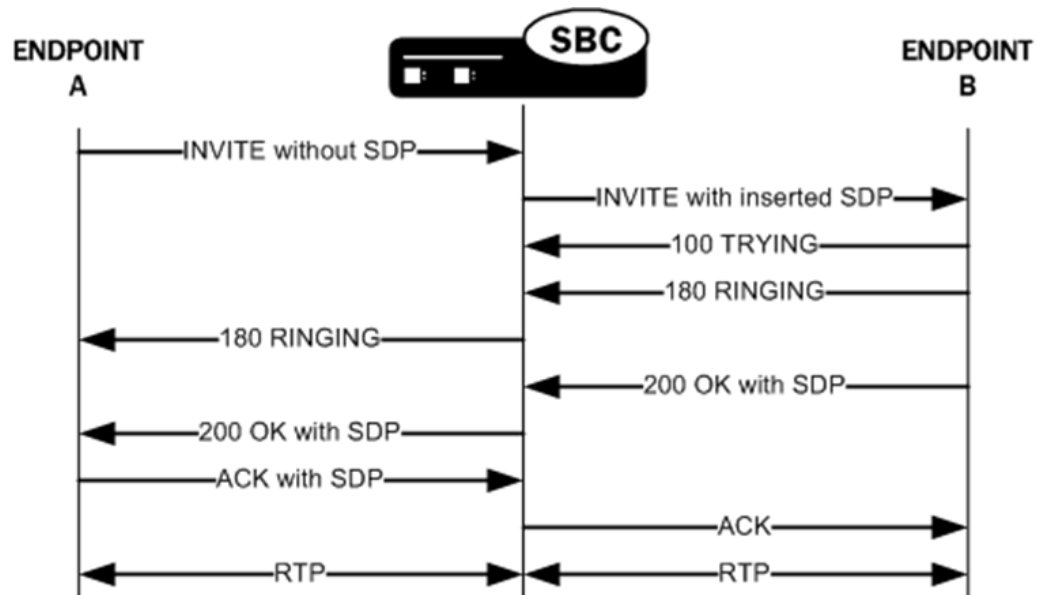 ENDPOINT
A
SBC
ENDPOINT
B
INVITE without SDP
INVITE with inserted SDP
100 TRYING
180 RINGING
180 RINGING
200 OK with SDP
200 OK with SDP
ACK with SDP
ACK
RTP
RTP